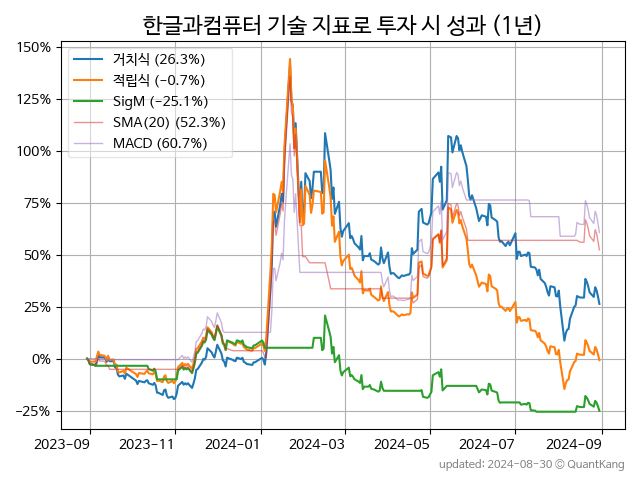 한글과컴퓨터 기술 지표로 투자 시 성과 (1년)
150%
125%
100%
75%
50%
25%
0%
−25%
거치식 (26.3%)
적립식 (−0.7%)
SigM (−25.1%)
SMA(20) (52.3%)
MACD (60.7%)
2023-09 2023-11 2024-01 2024-03 2024-05 2024-07 2024-09
updated: 2024-08-30 © QuantKang